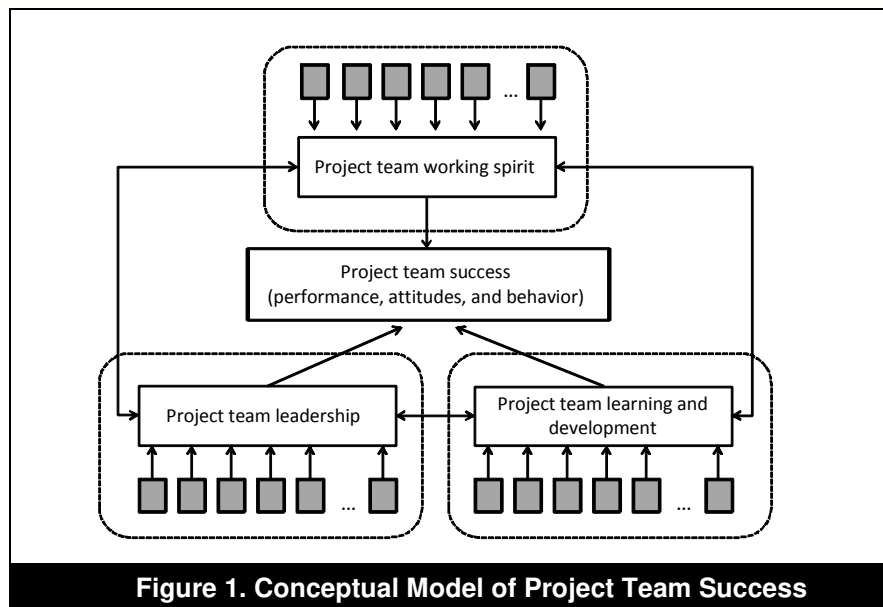 ...
Project team working spirit
Project team success
(performance, attitudes, and behavior)
Project team leadership
Project team learning and
development
...
...
Figure 1. Conceptual Model of Project Team Success